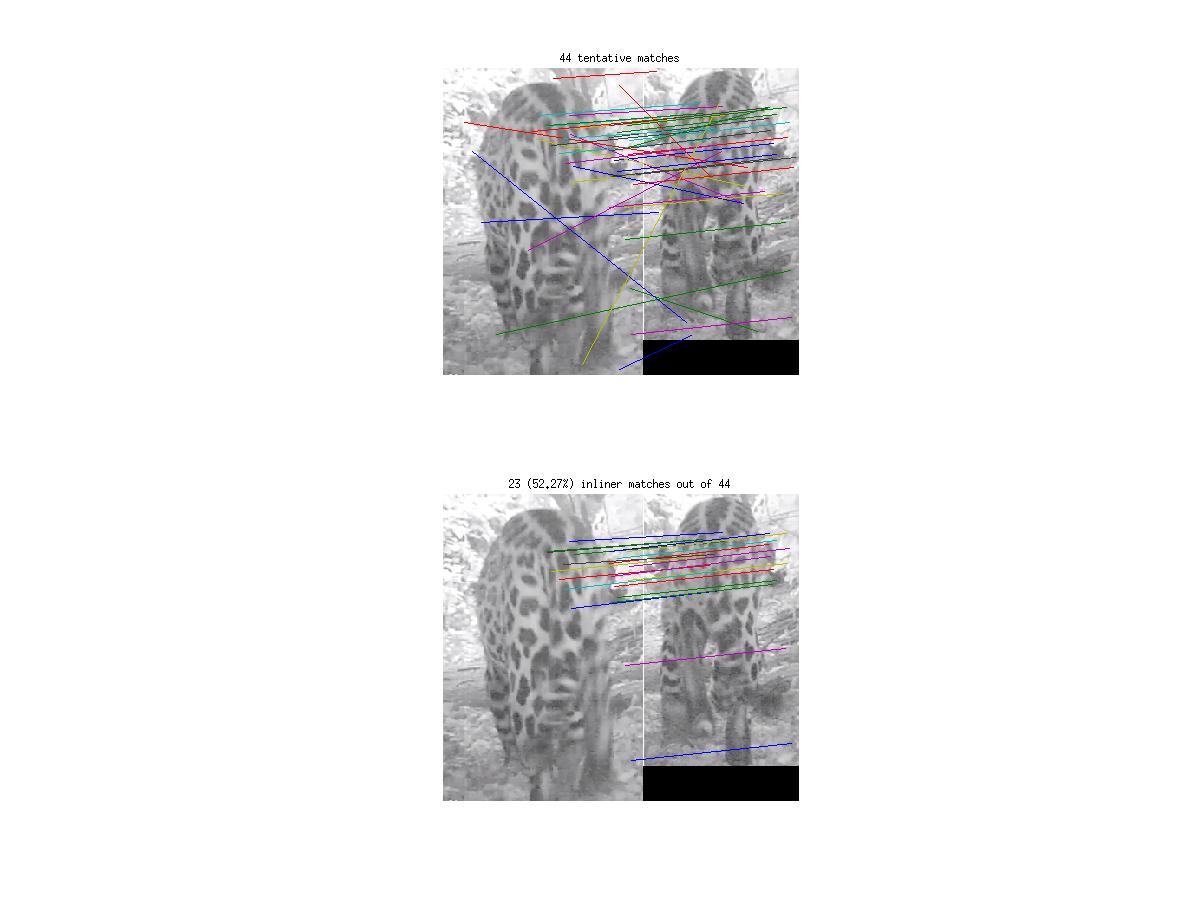 44 tentative matches
23 (52.27%) inliner matches out of 44